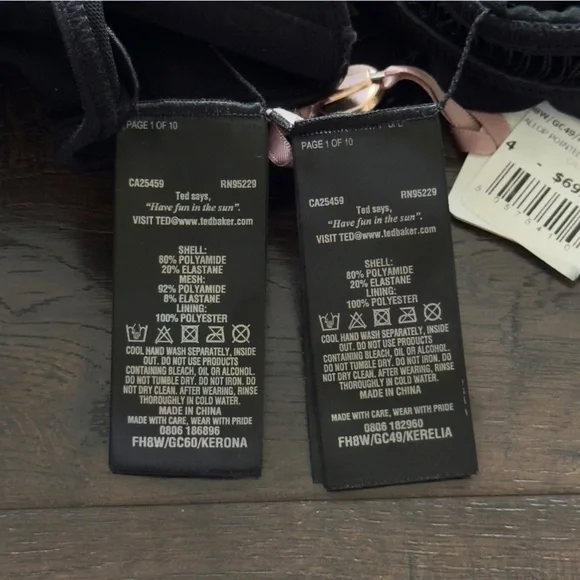 PAGE 1 OF 10
CA25459 RN95229
Ted says,
"Have fun in the sun".
VISIT TED@www.tedbaker.com
SHELL:
80% POLYAMIDE
20% ELASTANE
MESH:
92% POLYAMIDE
8% ELASTANE
LINING:
100% POLYESTER
COOL HAND WASH SEPARATELY, INSIDE
OUT. DO NOT USE PRODUCTS
CONTAINING BLEACH, OIL OR ALCOHOL.
DO NOT TUMBLE DRY. DO NOT IRON. DO
NOT DRY CLEAN. AFTER WEARING, RINSE
THOROUGHLY IN COLD WATER.
MADE IN CHINA
MADE WITH CARE, WEAR WITH PRIDE
0806 186896
FH8W/GC60/KERONA
PAGE 1 OF 10
CA25459 RN95229
Ted says,
"Have fun in the sun".
VISIT TED@www.tedbaker.com
SHELL:
80% POLYAMIDE
20% ELASTANE
LINING:
100% POLYESTER
COOL HAND WASH SEPARATELY, INSIDE
OUT. DO NOT USE PRODUCTS
CONTAINING BLEACH, OIL OR ALCOHOL.
DO NOT TUMBLE DRY. DO NOT IRON. DO
NOT DRY CLEAN. AFTER WEARING, RINSE
THOROUGHLY IN COLD WATER.
MADE IN CHINA
MADE WITH CARE, WEAR WITH PRIDE
0806 182960
FH8W/GC49/KERELIA
4